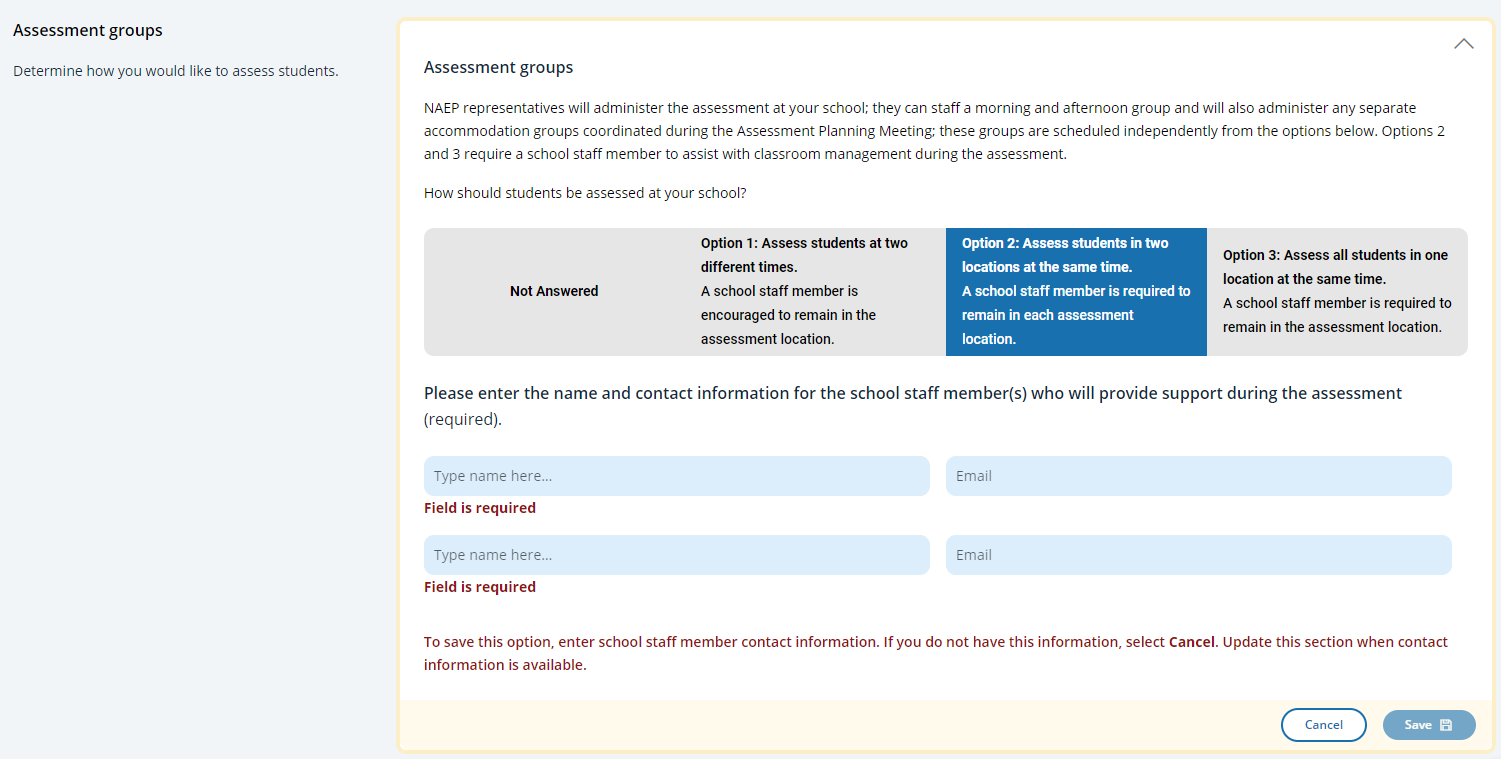 Assessment groups
Determine how you would like to assess students.
Assessment groups
NAEP representatives will administer the assessment at your school; they can staff a morning and afternoon group and will also administer any separate
accommodation groups coordinated during the Assessment Planning Meeting; these groups are scheduled independently from the options below. Options 2
and 3 require a school staff member to assist with classroom management during the assessment.
How should students be assessed at your school?
Not Answered
Option 1: Assess students at two
different times.
A school staff member is
encouraged to remain in the
assessment location.
Option 2: Assess students in two
locations at the same time.
A school staff member is required to
remain in each assessment
location.
Option 3: Assess all students in one
location at the same time.
A school staff member is required to
remain in the assessment location.
Please enter the name and contact information for the school staff member(s) who will provide support during the assessment
(required).
Type name here...
Email
Field is required
Type name here...
Email
Field is required
To save this option, enter school staff member contact information. If you do not have this information, select Cancel. Update this section when contact
information is available.
Cancel
Save